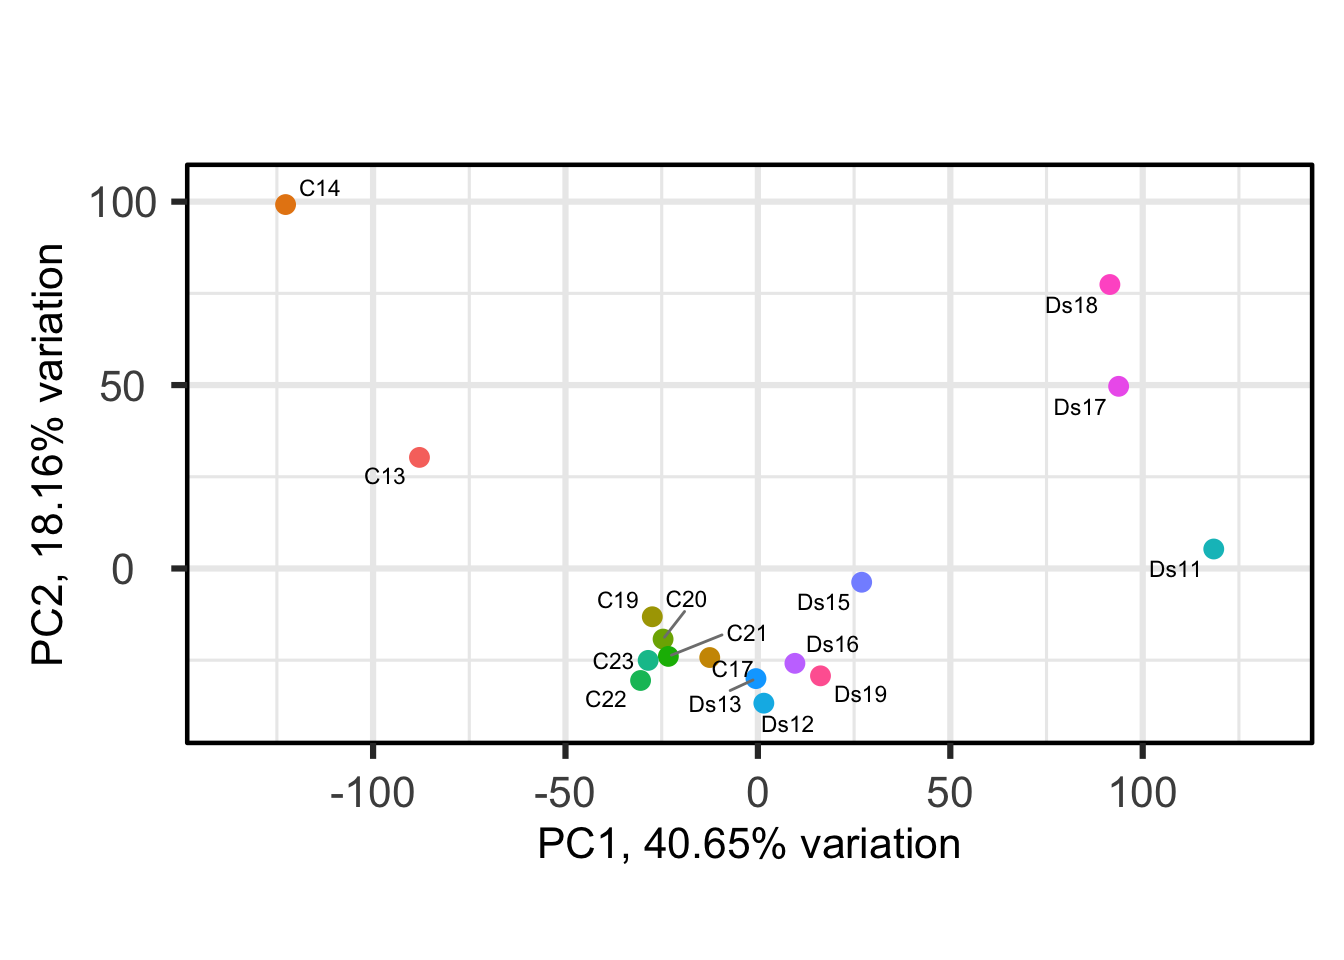 C14
100
Ds18
50
Ds17
C13
Ds11
0
Ds15
C19
C20
C21
Ds16
C23
C17
C22
Ds13
Ds19
Ds12
-100
-50
0
50
100
PC1, 40.65% variation
PC2, 18.16% variation